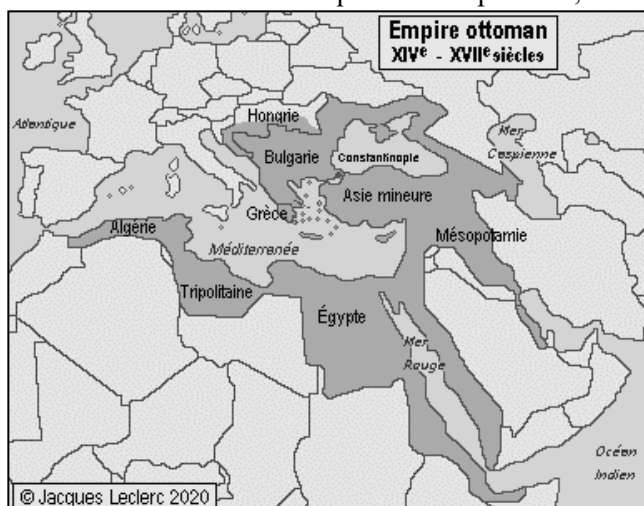 Empire ottoman
XIVe - XVIIe siècles
Atlantique
Hongrie
Mer
Caspienne
Bulgarie
Constantinople
Asie mineure
Grèce
Algérie
Méditerranée
Mésopotamie
Tripolitaine
Égypte
Mer
Rouge
Océan
Indien
© Jacques Leclerc 2020